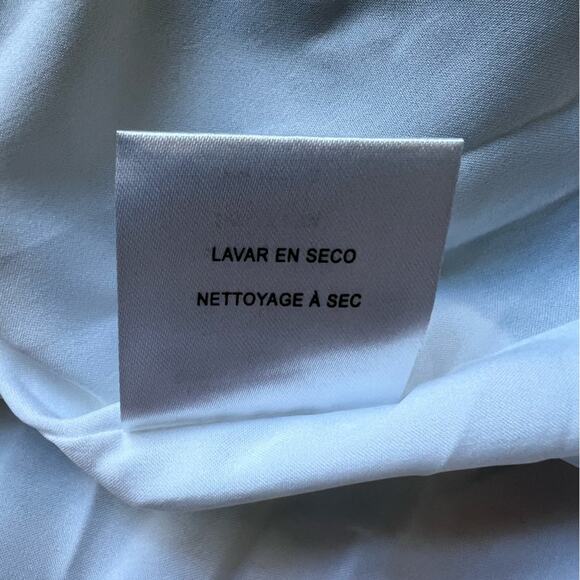 LAVAR EN SECO
NETTOYAGE À SEC